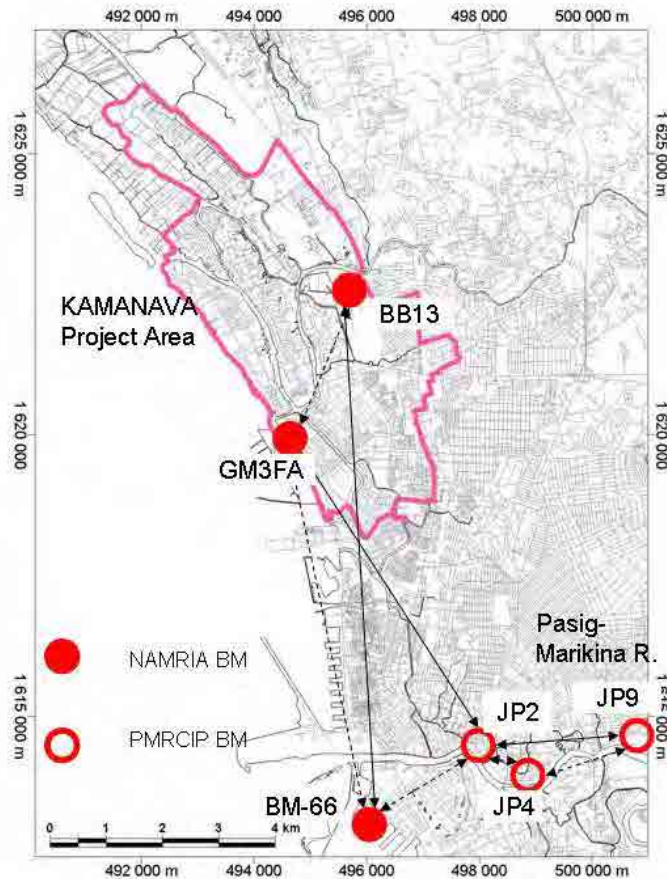 492 000 m 494 000 m 496 000 m 498 000 m 500 000 m
1 625 000 m
KAMANAVA
Project Area
BB13
1 620 000 m
GM3FA
Pasig-
Marikina R.
NAMRIA BM
JP2
JP9
1 615 000 m
1 615 000 m
PMRCIP BM
BM-66
JP4
0 1 2 3 4 km
492 000 m 494 000 m 496 000 m 498 000 m 500 000 m
1 625 000 m
1 620 000 m